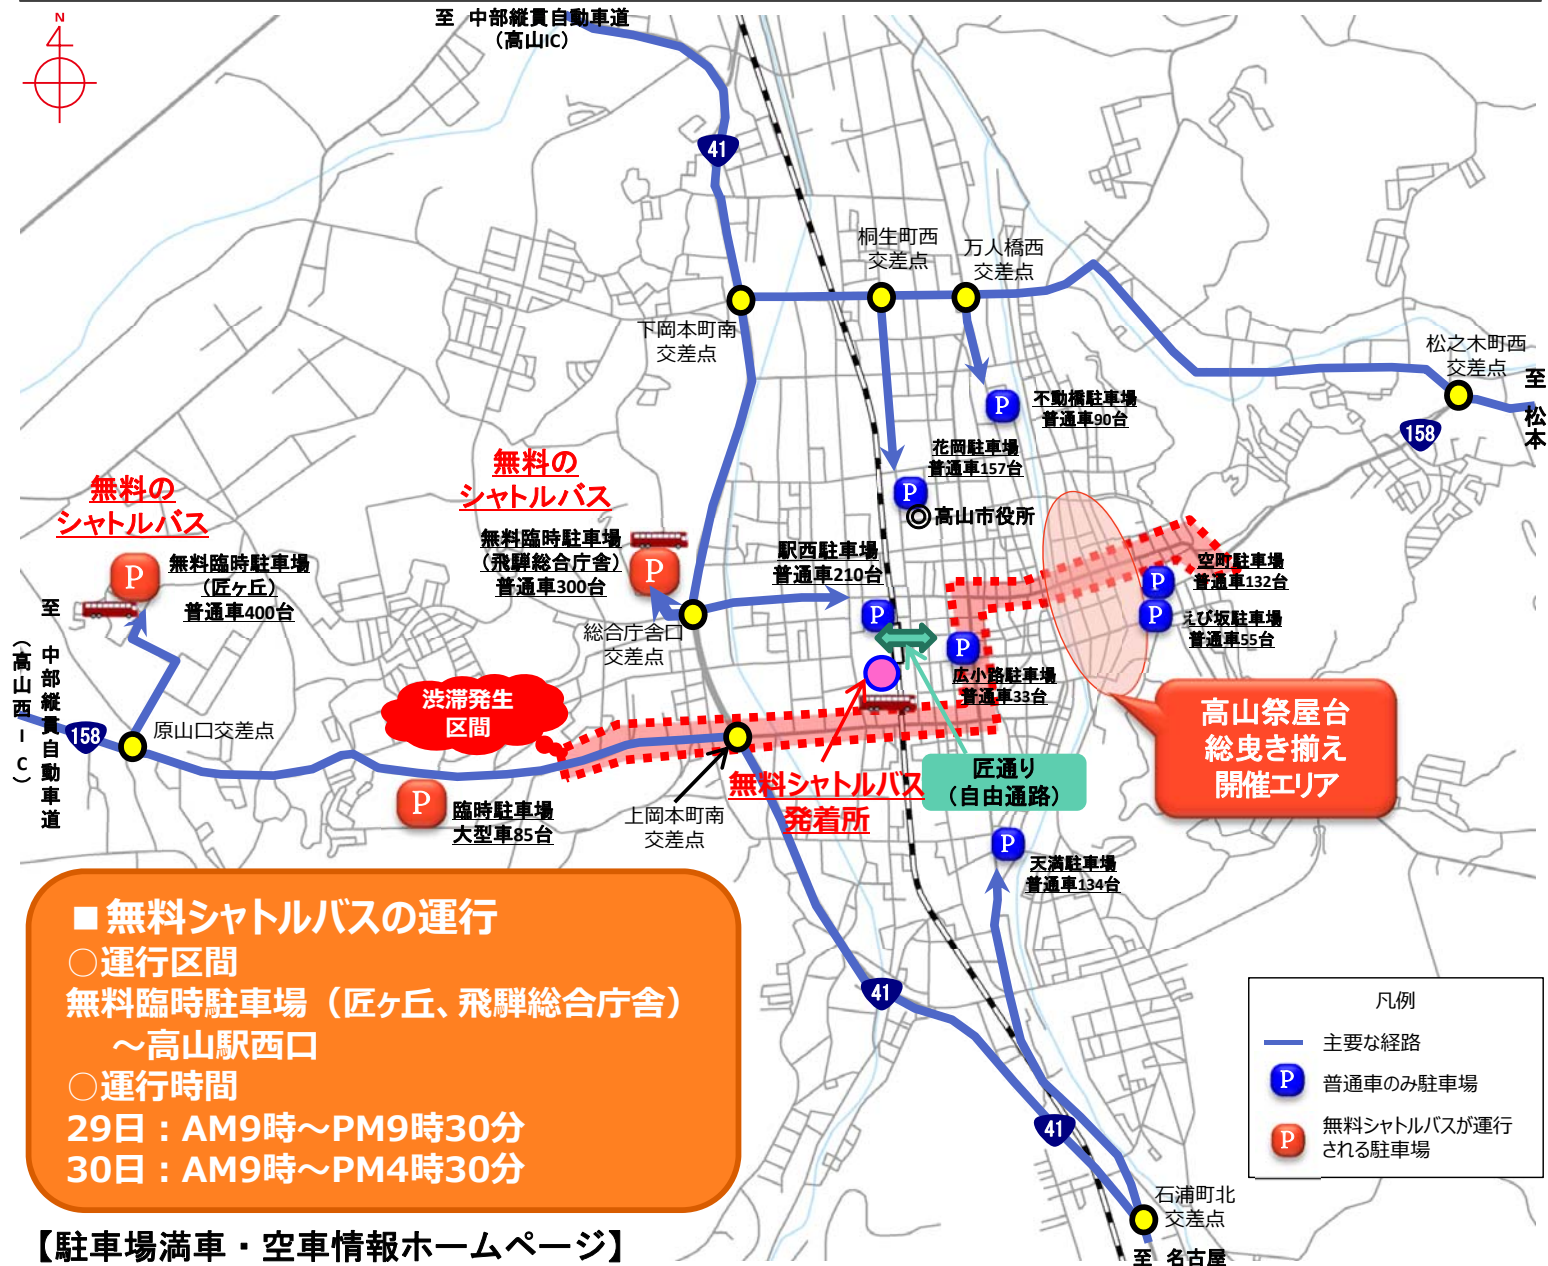 至 中部縦貫自動車道
（高山IC）
N
41
桐生町西
交差点
万人橋西
交差点
下岡本町南
交差点
松之木町西
交差点
至 松本
158
P
不動橋駐車場
普通車90台
花岡駐車場
普通車157台
P
高山市役所
無料の
シャトルバス
無料の
シャトルバス
P
無料臨時駐車場
（匠ヶ丘）
普通車400台
無料臨時駐車場
（飛騨総合庁舎）
普通車300台
P
駅西駐車場
普通車210台
P
空町駐車場
普通車132台
P
えび坂駐車場
普通車55台
P
総合庁舎口
交差点
P
広小路駐車場
普通車33台
至 中部縦貫自動車道
（高山西IC）
158
原山口交差点
渋滞発生
区間
高山祭屋台
総曳き揃え
開催エリア
P
臨時駐車場
大型車85台
上岡本町南
交差点
無料シャトルバス
発着所
匠通り
（自由通路）
P
天満駐車場
普通車134台
■無料シャトルバスの運行
○運行区間
無料臨時駐車場（匠ヶ丘、飛騨総合庁舎）
～高山駅西口
○運行時間
29日：AM9時～PM9時30分
30日：AM9時～PM4時30分
41
41
凡例
主要な経路
P 普通車のみ駐車場
P 無料シャトルバスが運行
される駐車場
石浦町北
交差点
至 名古屋
【駐車場満車・空車情報ホームページ】